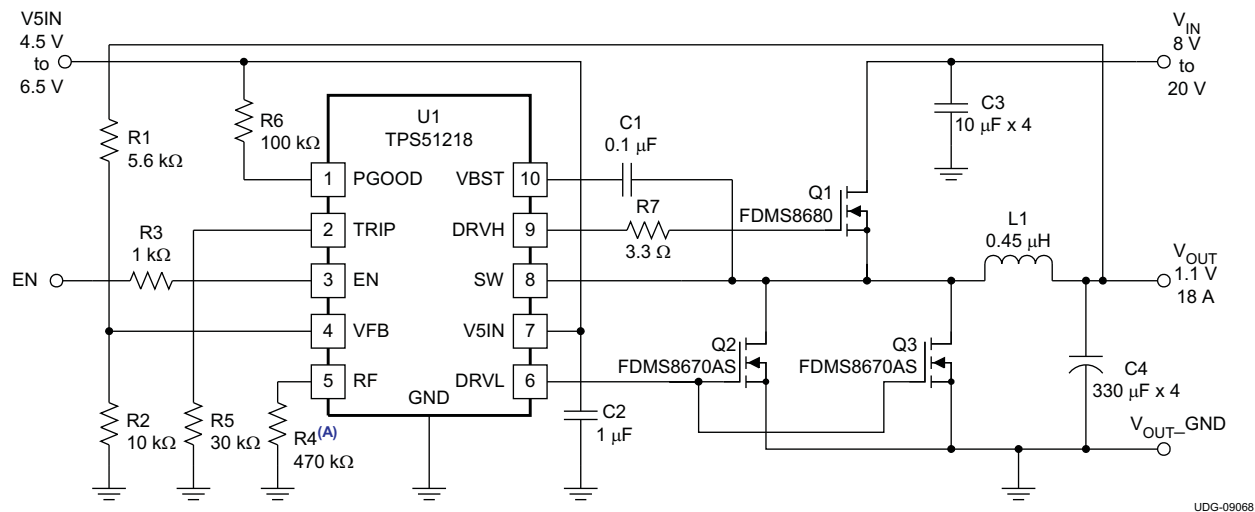 V5IN
4.5 V
to
6.5 V
VIN
8 V
to
20 V
R1
5.6 kΩ
R6
100 kΩ
U1
TPS51218
C1
0.1 μF
C3
10 μF x 4
1 PGOOD
VBST 10
Q1
FDMS8680
2 TRIP
DRVH 9
R7
3.3 Ω
R3
1 kΩ
L1
0.45 μH
EN
3 EN
SW 8
VOUT
1.1 V
18 A
4 VFB
V5IN 7
Q2
FDMS8670AS
Q3
FDMS8670AS
5 RF
DRVL 6
GND
C4
330 μF x 4
R2
10 kΩ
R5
30 kΩ
R4(A)
470 kΩ
C2
1 μF
VOUT_GND
UDG-09068